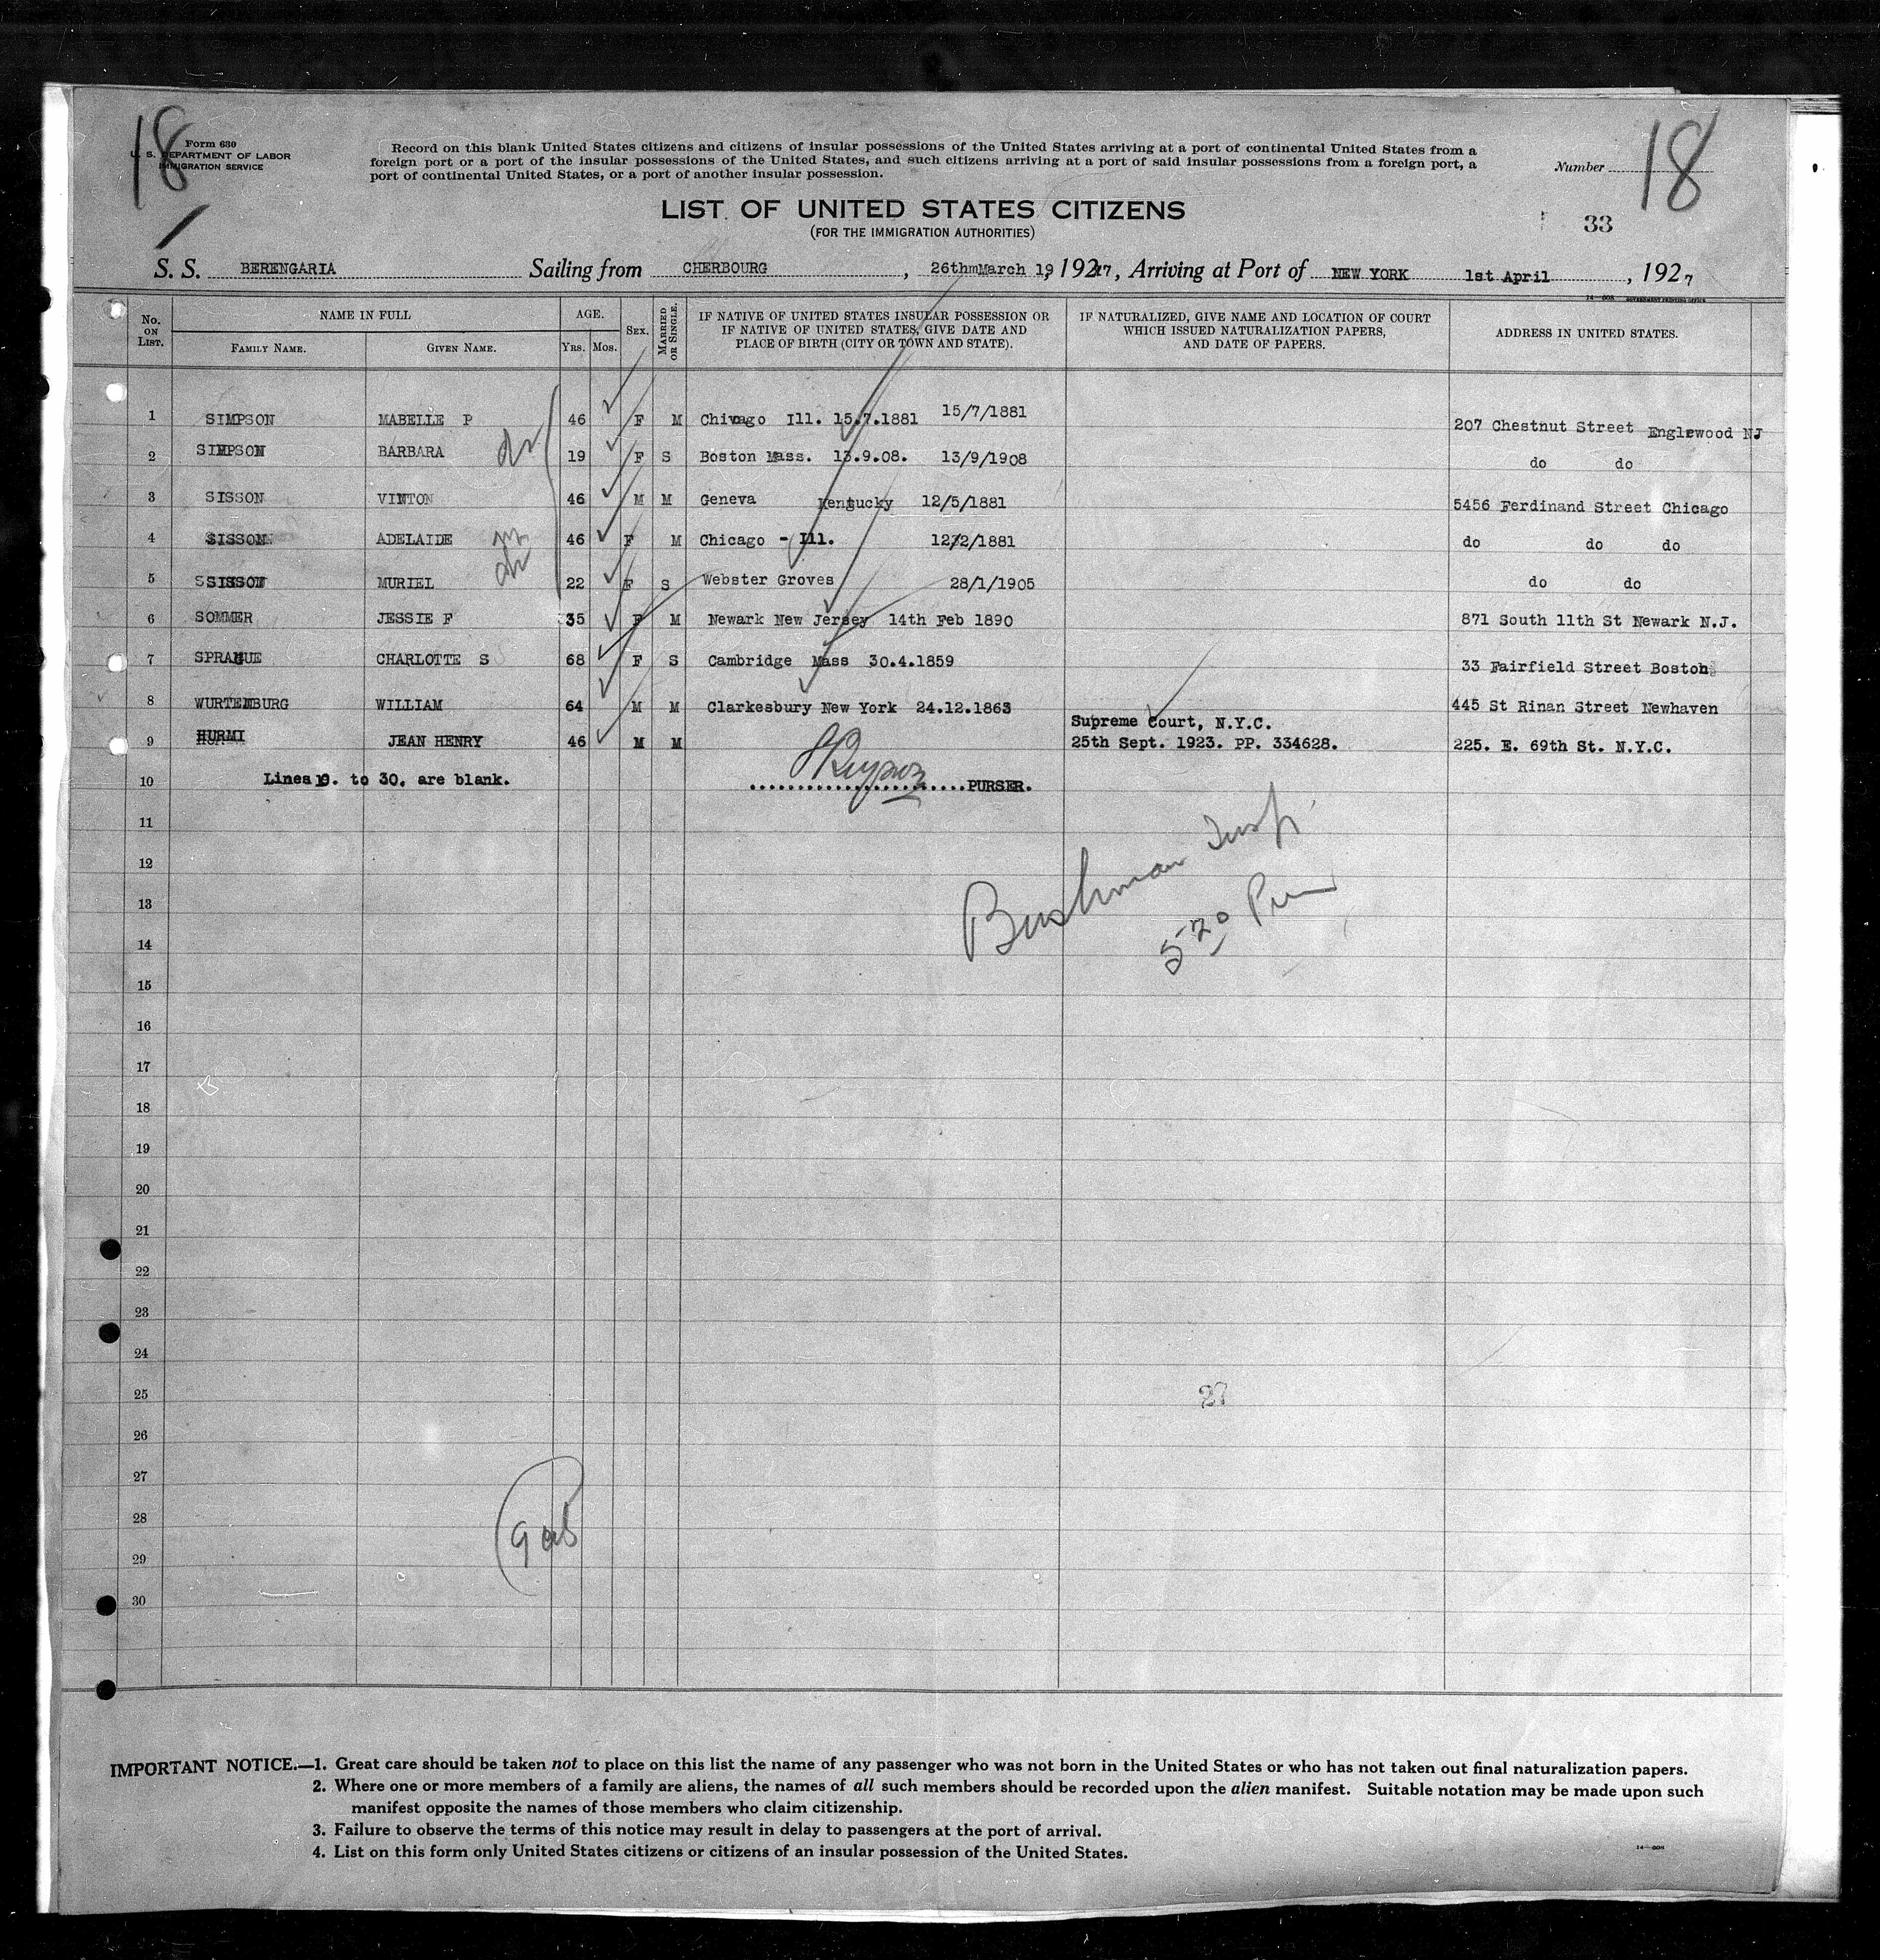 18
Form 630
U. S. DEPARTMENT OF LABOR
IMMIGRATION SERVICE
Record on this blank United States citizens and citizens of insular possessions of the United States arriving at a port of continental United States from a
foreign port or a port of the insular possessions of the United States, and such citizens arriving at a port of said insular possessions from a foreign port, a
port of continental United States, or a port of another insular possession.
Number
18
LIST OF UNITED STATES CITIZENS
(FOR THE IMMIGRATION AUTHORITIES)
33
S. S. BERENGARIA Sailing from CHERBOURG, 26thmMarch 19, 1927, Arriving at Port of NEW YORK 1st April, 1927
14—608 GOVERNMENT PRINTING OFFICE
No. ON LIST. NAME IN FULL FAMILY NAME. GIVEN NAME. AGE. YRS. MOS. SEX. MARRIED OR SINGLE. IF NATIVE OF UNITED STATES INSULAR POSSESSION OR IF NATIVE OF UNITED STATES, GIVE DATE AND PLACE OF BIRTH (CITY OR TOWN AND STATE). IF NATURALIZED, GIVE NAME AND LOCATION OF COURT WHICH ISSUED NATURALIZATION PAPERS, AND DATE OF PAPERS. ADDRESS IN UNITED STATES.
1 SIMPSON MABELLE P 46 F M Chivago Ill. 15.7.1881 15/7/1881 207 Chestnut Street Englewood NJ
2 SIMPSON BARBARA 19 F S Boston Mass. 13.9.08. 13/9/1908 do do
3 SISSON VINTON 46 M M Geneva Kentucky 12/5/1881 5456 Ferdinand Street Chicago
4 SISSON ADELAIDE 46 F M Chicago - Ill. 12/2/1881 do do do
5 SSISSON MURIEL 22 F S Webster Groves 28/1/1905 do do
6 SOMMER JESSIE F 35 F M Newark New Jersey 14th Feb 1890 871 South 11th St Newark N.J.
7 SPRAGUE CHARLOTTE S 68 F S Cambridge Mass 30.4.1859 33 Fairfield Street Boston
8 WURTENBURG WILLIAM 64 M M Clarkesbury New York 24.12.1863 445 St Rinan Street Newhaven
9 HURMI JEAN HENRY 46 M M Supreme Court, N.Y.C. 25th Sept. 1923. PP. 334628. 225. E. 69th St. N.Y.C.
10 Lines 10. to 30. are blank. PURSER.
11
12 Bushman Insp
13 5 20 Pm
14
15
16
17
18
19
20
21
22
23
24
25 27
26
27
28
29
30
IMPORTANT NOTICE.—1. Great care should be taken not to place on this list the name of any passenger who was not born in the United States or who has not taken out final naturalization papers.
2. Where one or more members of a family are aliens, the names of all such members should be recorded upon the alien manifest. Suitable notation may be made upon such
manifest opposite the names of those members who claim citizenship.
3. Failure to observe the terms of this notice may result in delay to passengers at the port of arrival.
4. List on this form only United States citizens or citizens of an insular possession of the United States.
14—608